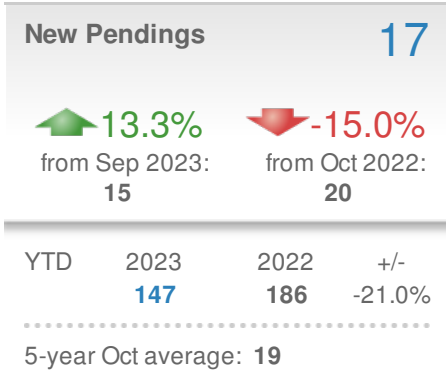 New Pendings 17
13.3% -15.0%
from Sep 2023: from Oct 2022:
15 20
YTD 2023 2022 +/-
147 186 -21.0%
5-year Oct average: 19